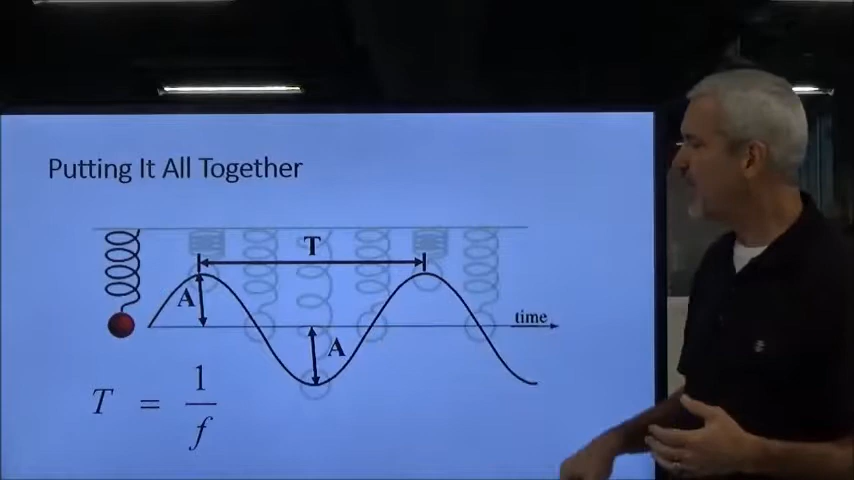 Putting It All Together
T
A
A
time
T = 1/f